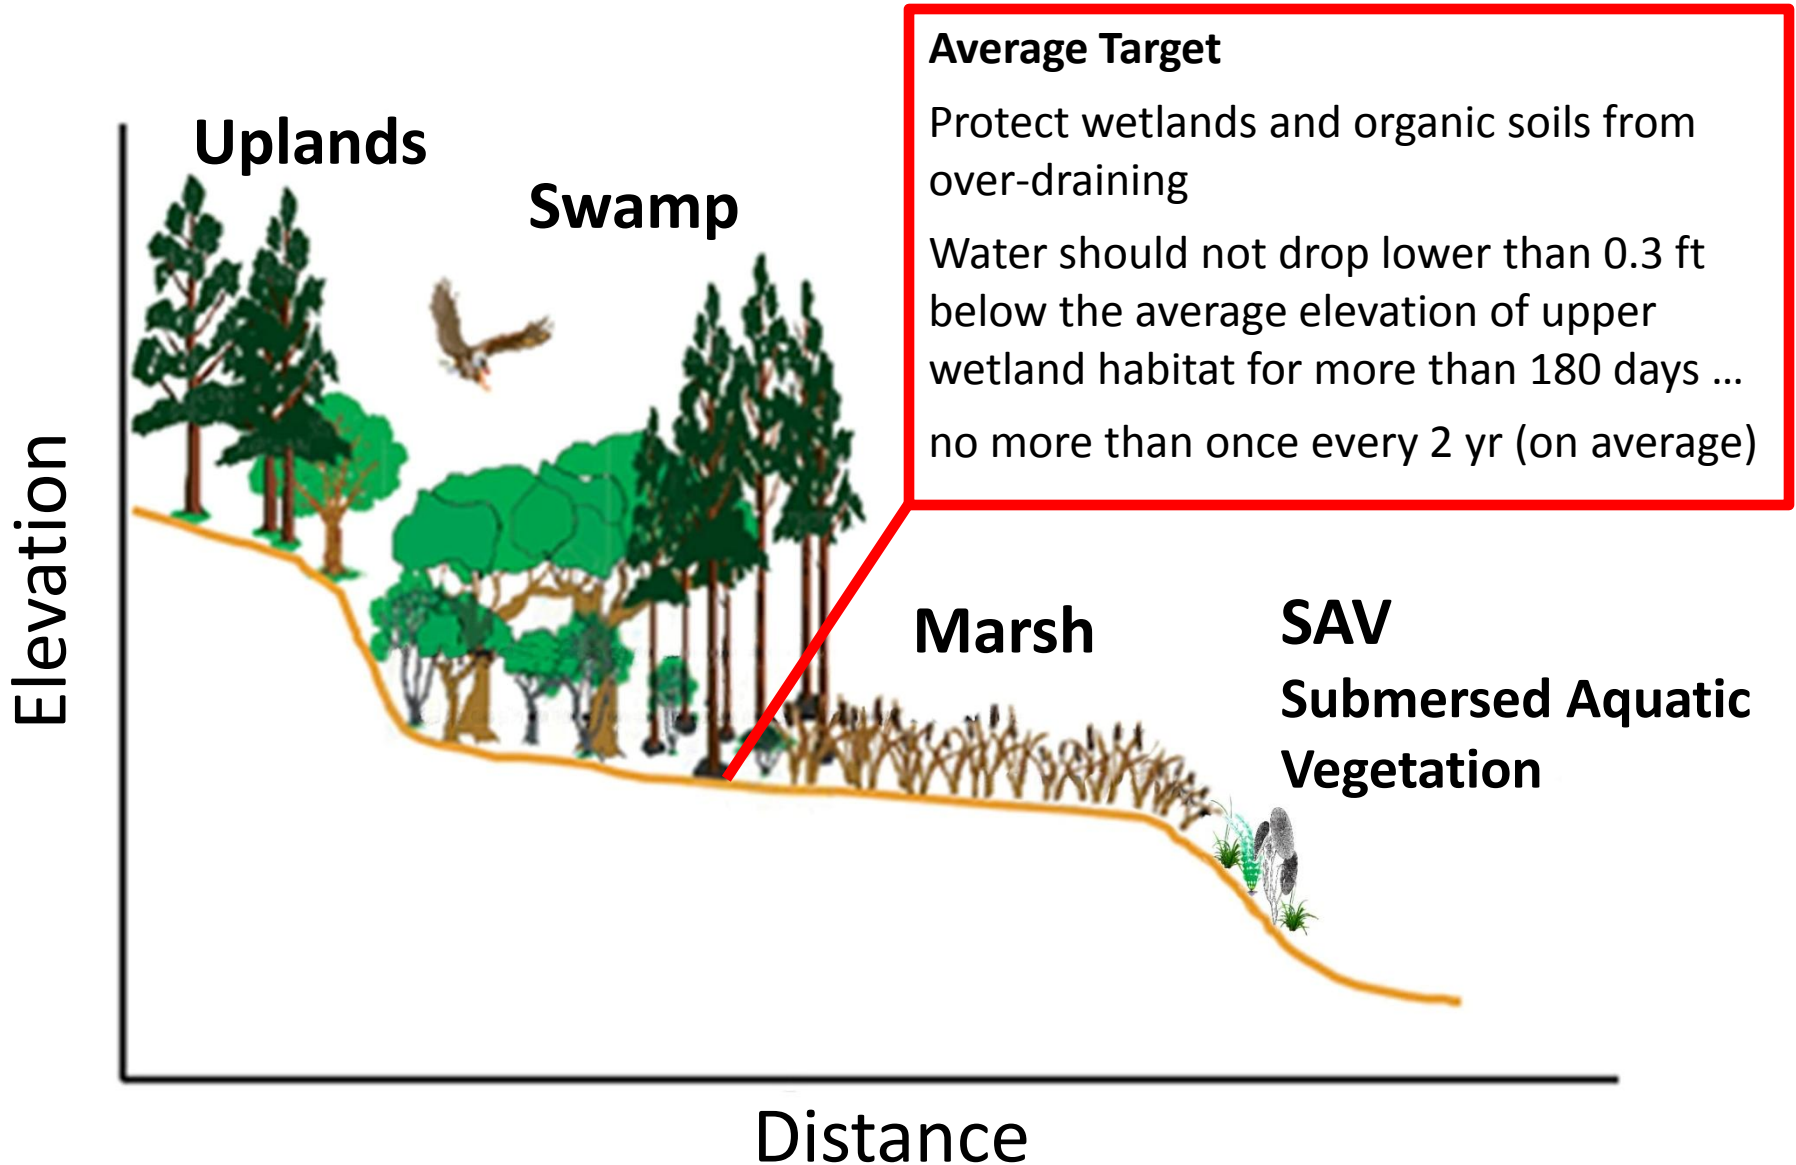 Average Target
Protect wetlands and organic soils from
over-draining
Water should not drop lower than 0.3 ft
below the average elevation of upper
wetland habitat for more than 180 days ...
no more than once every 2 yr (on average)
Uplands
Swamp
Marsh
SAV
Submersed Aquatic
Vegetation
Elevation
Distance